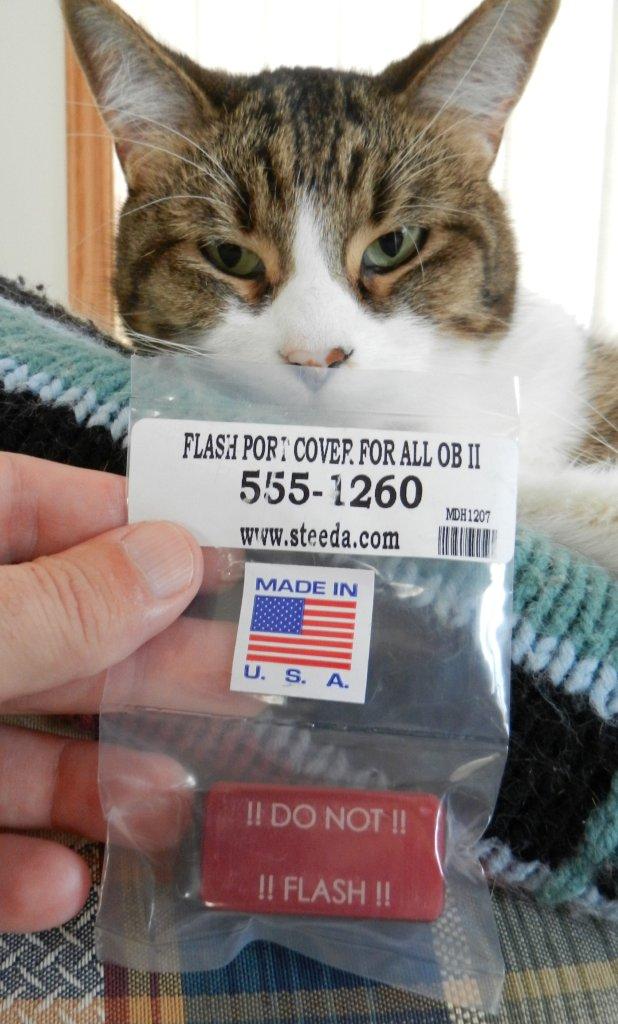 FLASH PORT COVER FOR ALL OB II
555-1260
MDH1207
www.steeda.com
MADE IN
U. S. A.
!! DO NOT !!
!! FLASH !!